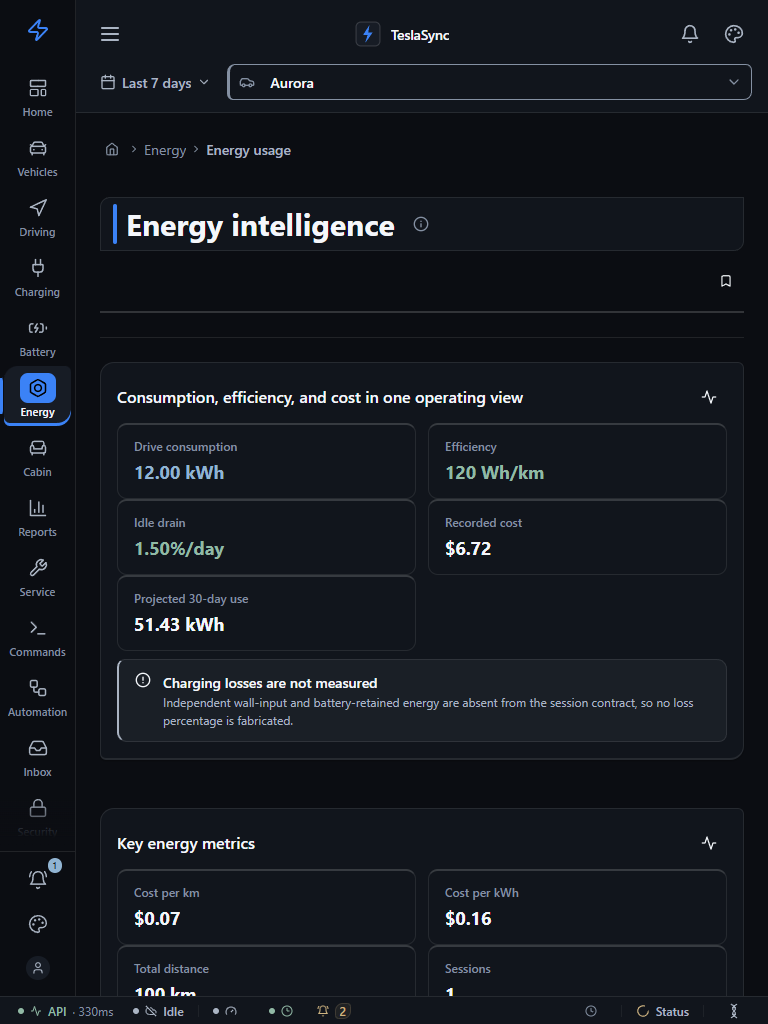 TeslaSync
Last 7 days
Aurora
Home
Vehicles
Driving
Charging
Battery
Energy
Cabin
Reports
Service
Commands
Automation
Inbox
Security
1
Energy
Energy usage
Energy intelligence
Consumption, efficiency, and cost in one operating view
Drive consumption
12.00 kWh
Efficiency
120 Wh/km
Idle drain
1.50%/day
Recorded cost
$6.72
Projected 30-day use
51.43 kWh
Charging losses are not measured
Independent wall-input and battery-retained energy are absent from the session contract, so no loss
percentage is fabricated.
Key energy metrics
Cost per km
$0.07
Cost per kWh
$0.16
Total distance
100 km
Sessions
1
API · 330ms
Idle
2
Status